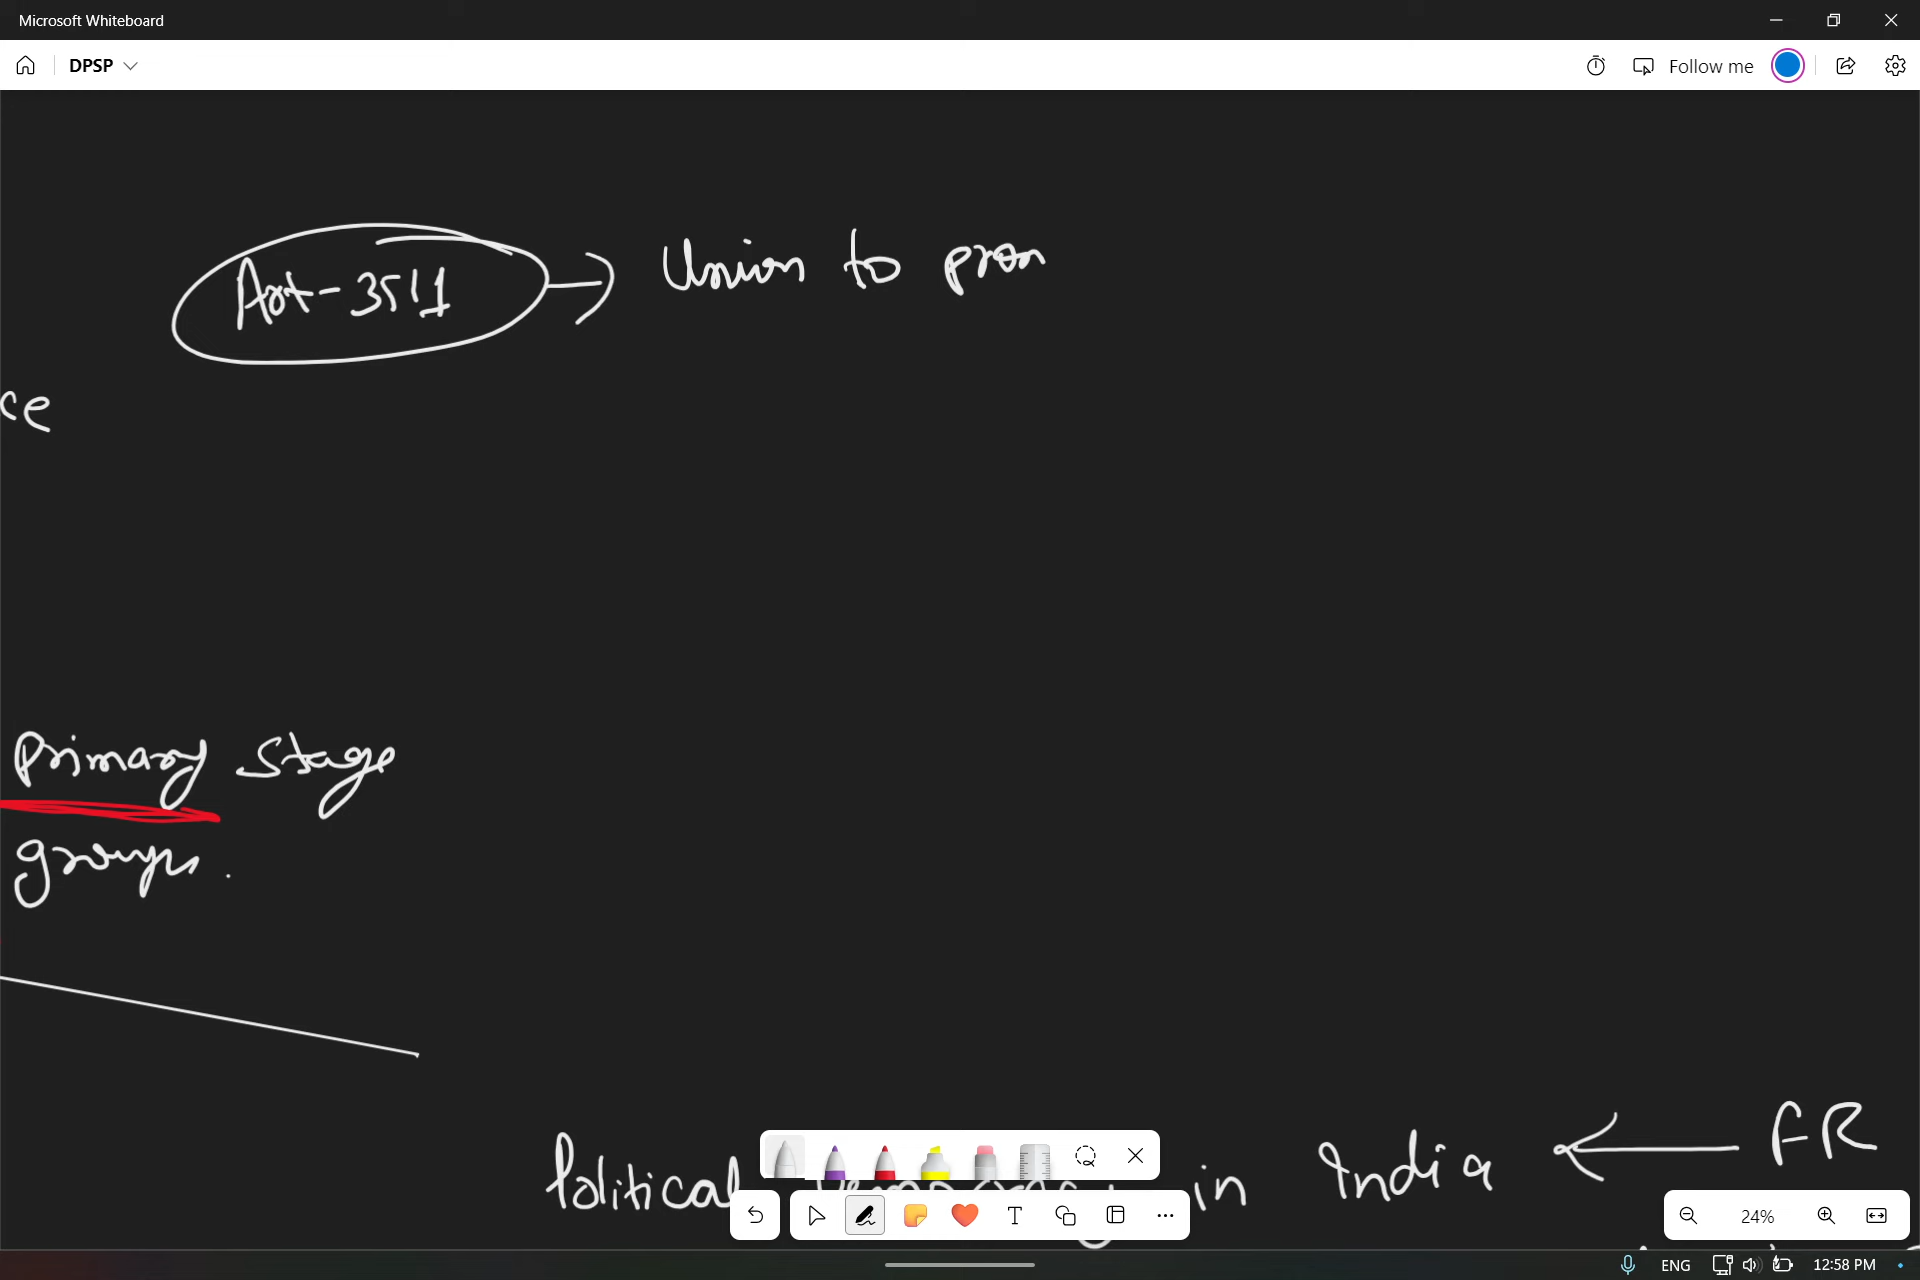 Microsoft Whiteboard
DPSP
Follow me
Art-351
Union to prom
ce
Primary Stage
groups.
Political in India ← FR
24%
ENG
12:58 PM